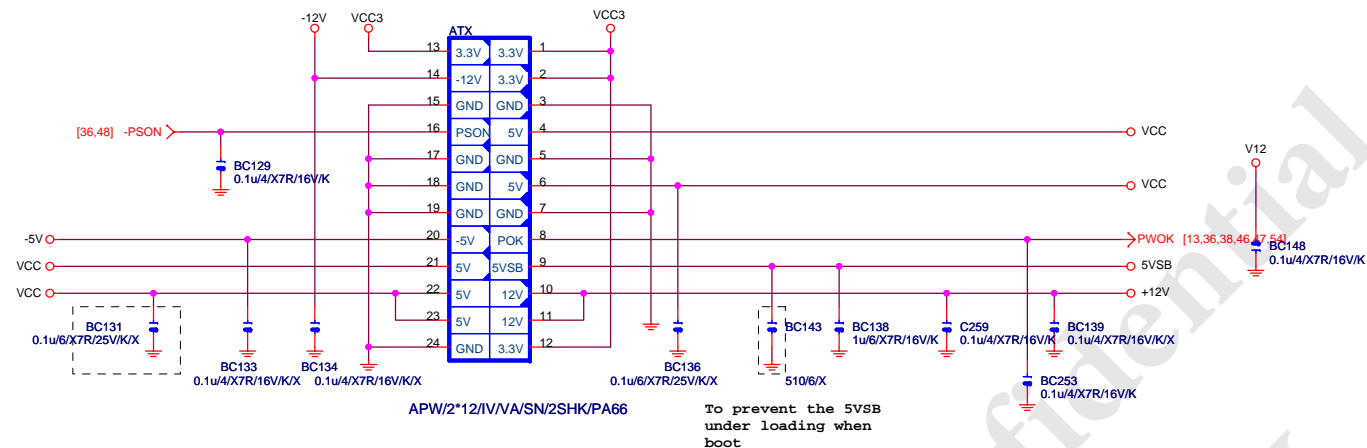 -12V
VCC3
VCC3
ATX
13 3.3V 3.3V 1
14 -12V 3.3V 2
15 GND GND 3
[36,48] -PSON 16 PSON 5V 4 VCC
17 GND GND 5
18 GND 5V 6 VCC
19 GND GND 7
-5V 20 -5V POK 8 PWOK [13,36,38,46,47,54]
VCC 21 5V 5VSB 9 5VSB
VCC 22 5V 12V 10 +12V
23 5V 12V 11
24 GND 3.3V 12
BC129
0.1u/4/X7R/16V/K
V12
BC148
0.1u/4/X7R/16V/K
BC131
0.1u/6/X7R/25V/K/X
BC133
0.1u/4/X7R/16V/K/X
BC134
0.1u/4/X7R/16V/K/X
BC136
0.1u/6/X7R/25V/K/X
BC143
510/6/X
BC138
1u/6/X7R/16V/K
C259
0.1u/4/X7R/16V/K
BC139
0.1u/4/X7R/16V/K/X
BC253
0.1u/4/X7R/16V/K
APW/2*12/IV/VA/SN/2SHK/PA66
To prevent the 5VSB
under loading when
boot
fidential